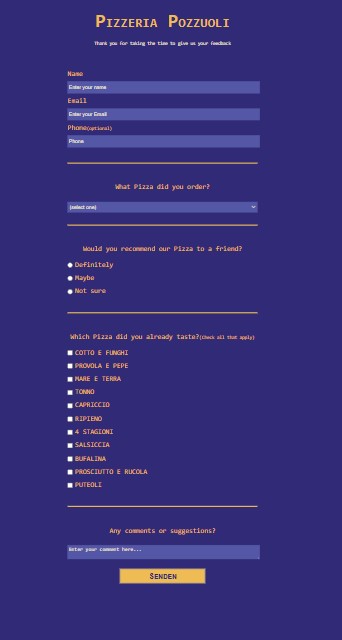 Pizzeria Pozzuoli
Thank you for taking the time to give us your feedback
Name
Enter your name
Email
Enter your Email
Phone(optional)
Phone
What Pizza did you order?
(select one)
Would you recommend our Pizza to a friend?
Definitely
Maybe
Not sure
Which Pizza did you already taste?(Check all that apply)
COTTO E FUNGHI
PROVOLA E PEPE
MARE E TERRA
TONNO
CAPRICCIO
RIPIENO
4 STAGIONI
SALSICCIA
BUFALINA
PROSCIUTTO E RUCOLA
PUTEOLI
Any comments or suggestions?
Enter your comment here...
Senden